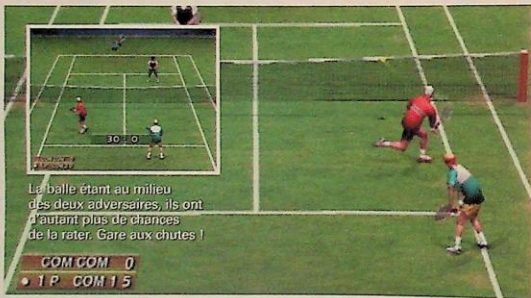 30 0
La balle étant au milieu
des deux adversaires, ils ont
d'autant plus de chances
de la rater. Gare aux chutes !
COM COM 0
1P COM 15